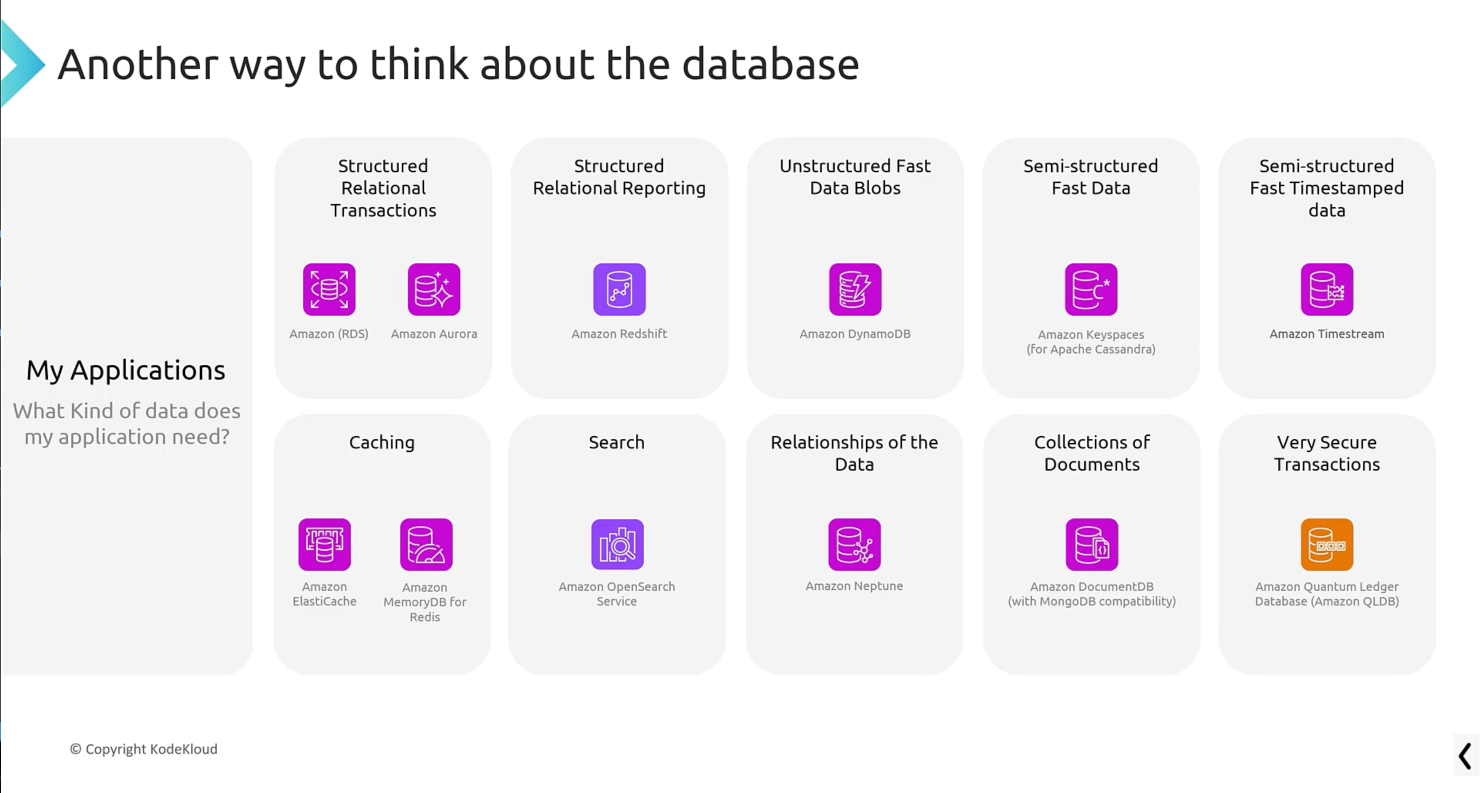 Another way to think about the database
My Applications
What Kind of data does
my application need?
Structured
Relational
Transactions
Amazon (RDS)
Amazon Aurora
Structured
Relational Reporting
Amazon Redshift
Unstructured Fast
Data Blobs
Amazon DynamoDB
Semi-structured
Fast Data
Amazon Keyspaces
(for Apache Cassandra)
Semi-structured
Fast Timestamped
data
Amazon Timestream
Caching
Amazon
ElastiCache
Amazon
MemoryDB for
Redis
Search
Amazon OpenSearch
Service
Relationships of the
Data
Amazon Neptune
Collections of
Documents
Amazon DocumentDB
(with MongoDB compatibility)
Very Secure
Transactions
Amazon Quantum Ledger
Database (Amazon QLDB)
© Copyright KodeKloud